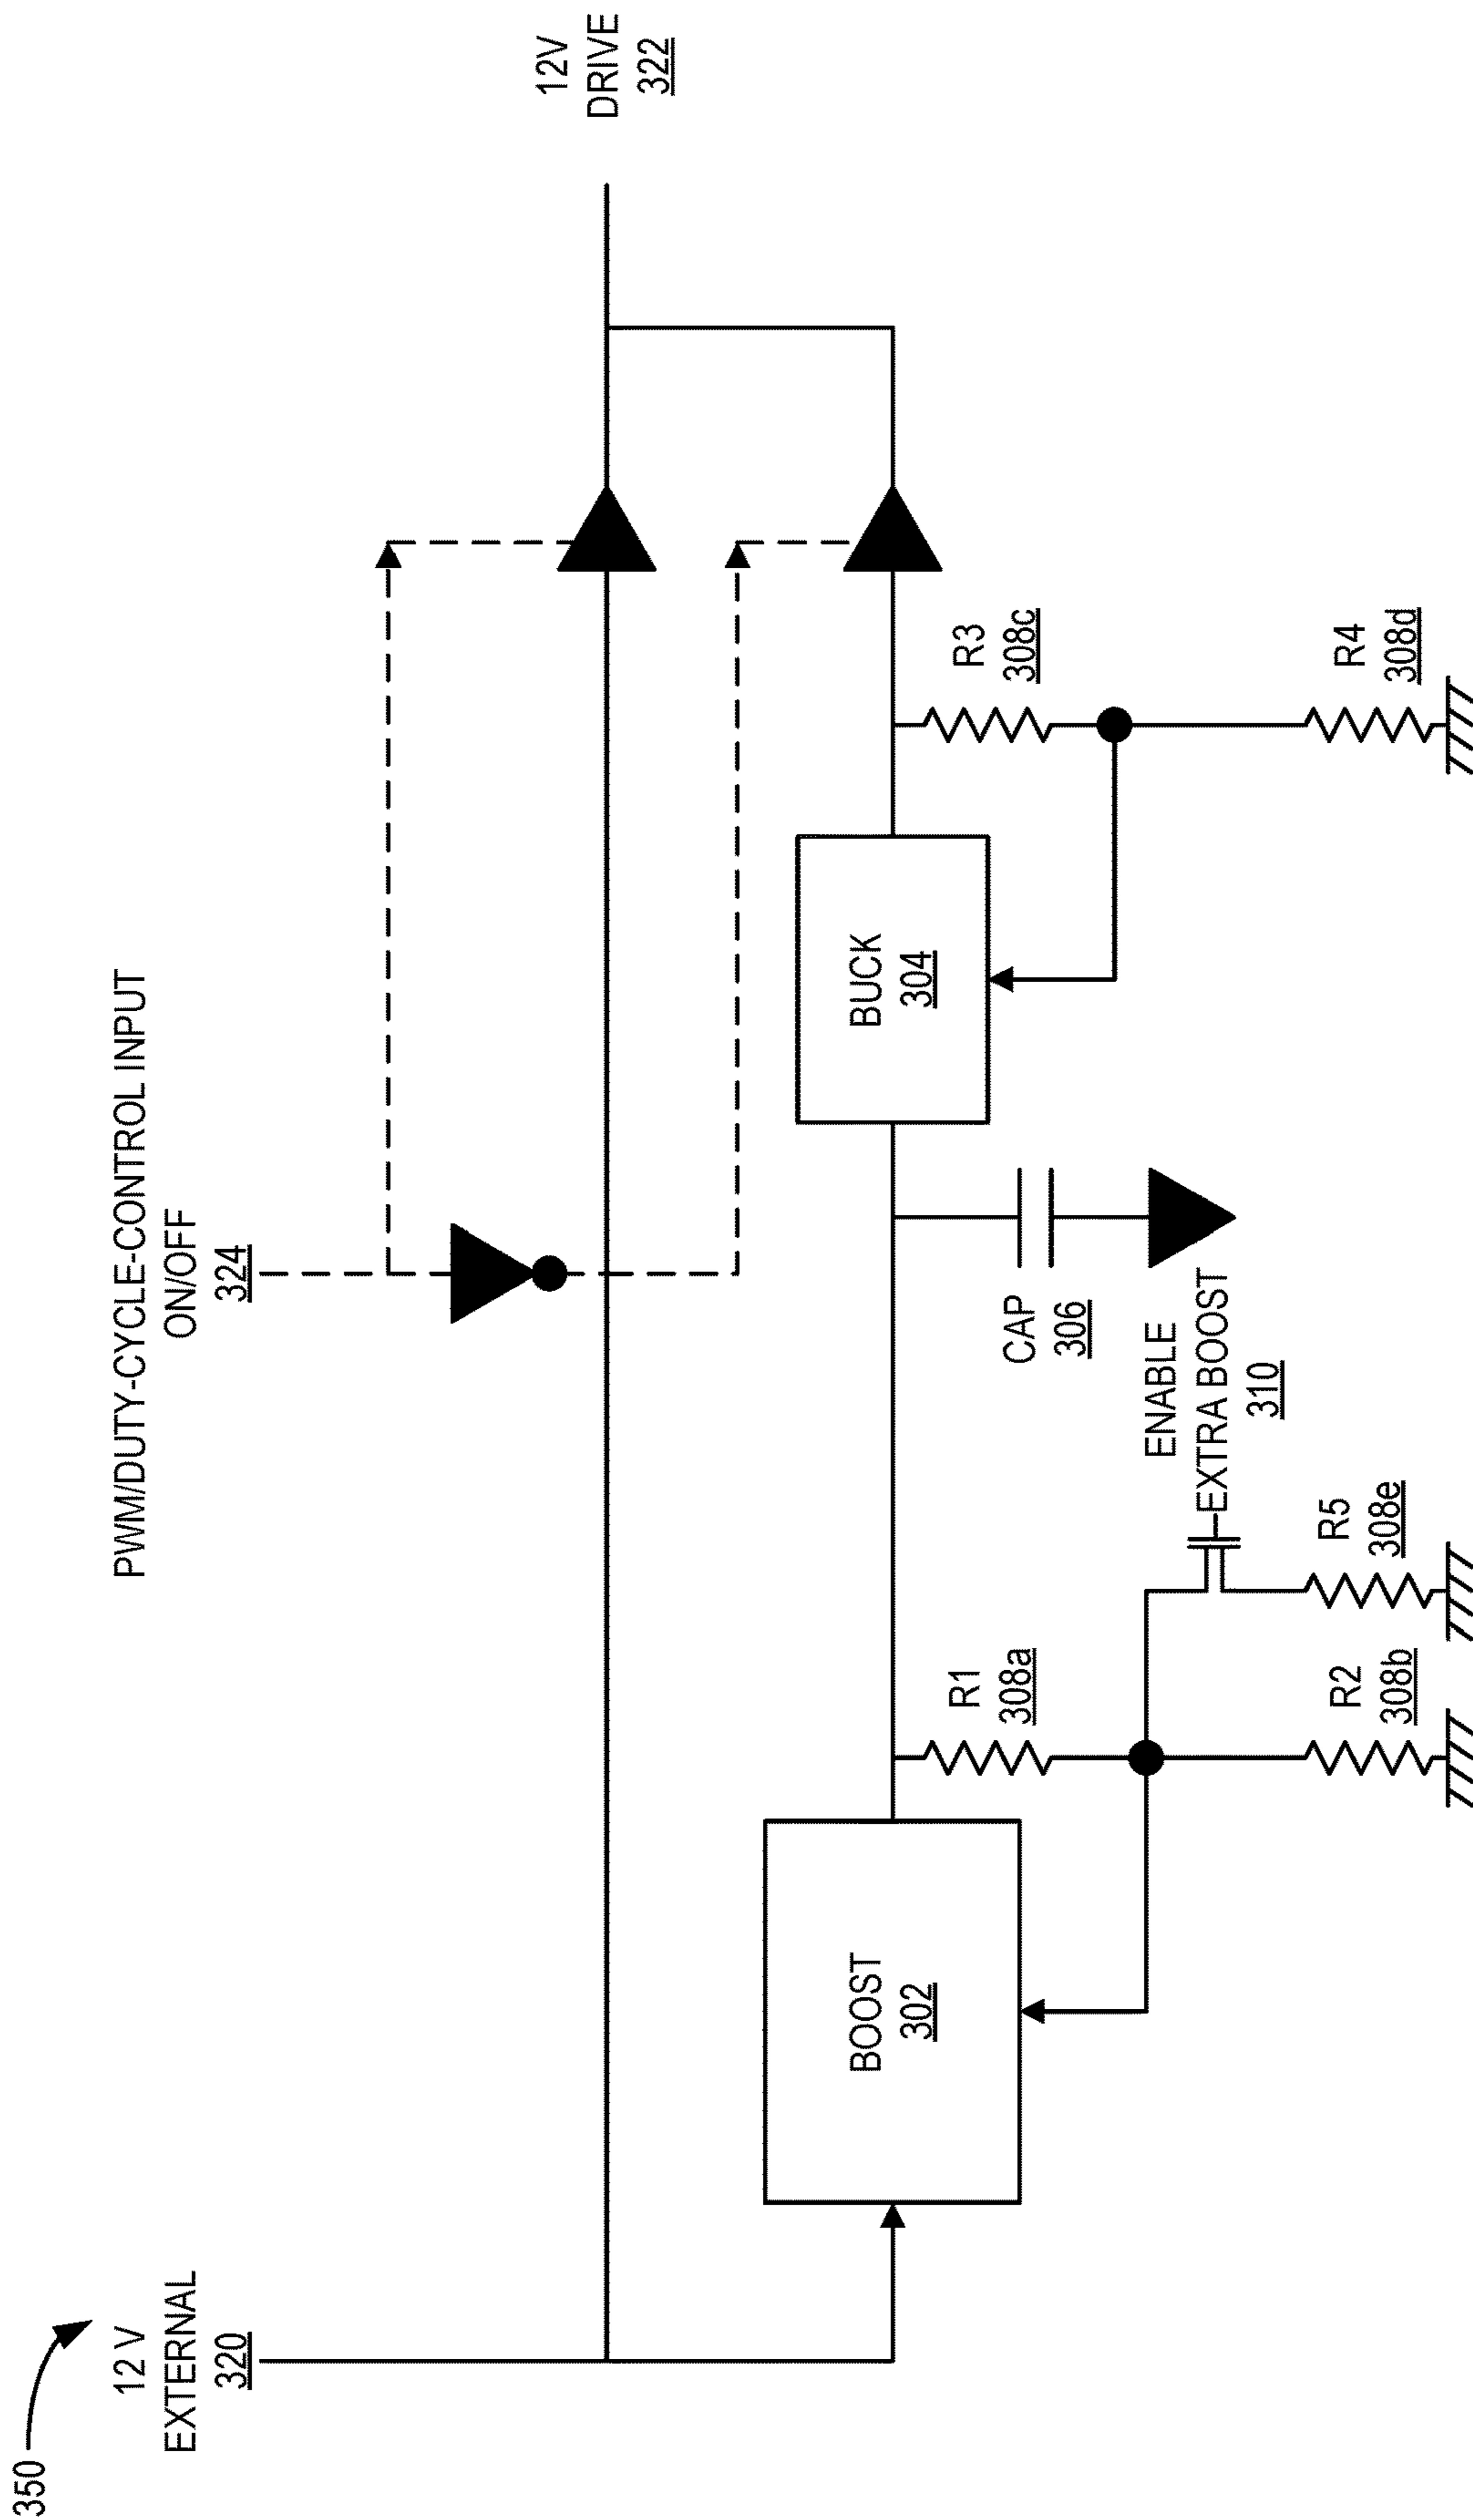 350
12 V
EXTERNAL
320
PWM/DUTY-CYCLE-CONTROL INPUT
ON/OFF
324
12V
DRIVE
322
BOOST
302
R1
308a
R2
308b
R5
308e
ENABLE
EXTRA BOOST
310
CAP
306
BUCK
304
R3
308c
R4
308d